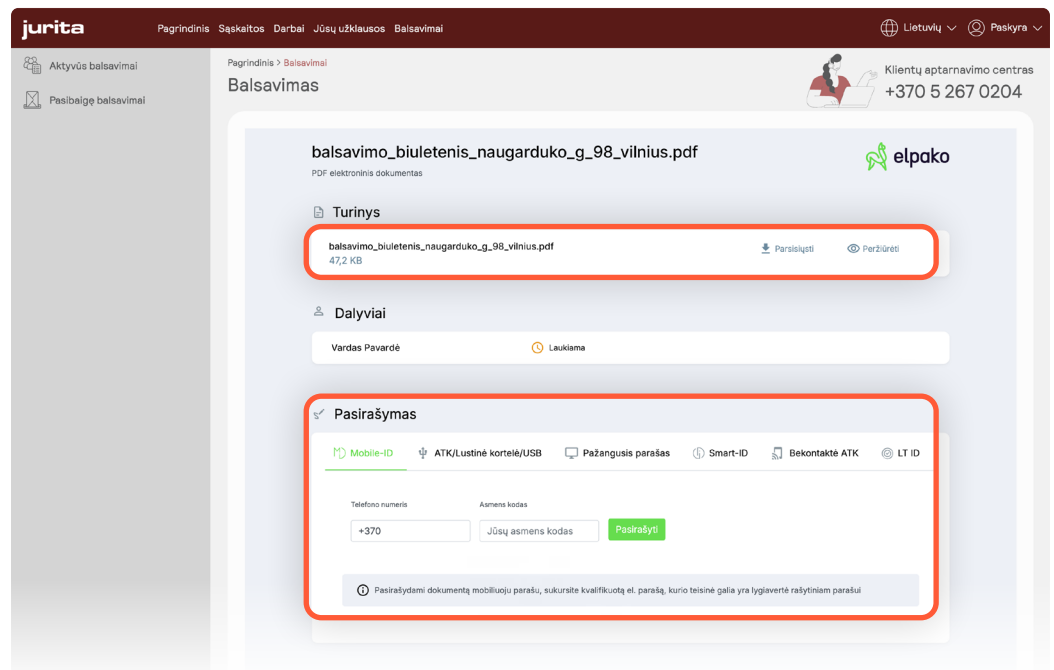 jurita
Pagrindinis Sąskaitos Darbai Jūsų užklausos Balsavimai
Lietuvių Paskyra
Aktyvūs balsavimai
Pasibaigę balsavimai
Pagrindinis > Balsavimai
Balsavimas
Klientų aptarnavimo centras
+370 5 267 0204
balsavimo_biuletenis_naugarduko_g_98_vilnius.pdf
PDF elektroninis dokumentas
elpako
Turinys
balsavimo_biuletenis_naugarduko_g_98_vilnius.pdf
47,2 KB
Parsisiųsti Peržiūrėti
Dalyviai
Vardas Pavardė Laukiama
Pasirašymas
Mobile-ID ATK/Lustinė kortelė/USB Pažangusis parašas Smart-ID Bekontaktė ATK LT ID
Telefono numeris Asmens kodas
+370 Jūsų asmens kodas Pasirašyti
Pasirašydami dokumentą mobiliuoju parašu, sukursite kvalifikuotą el. parašą, kurio teisinė galia yra lygiavertė rašytiniam parašui